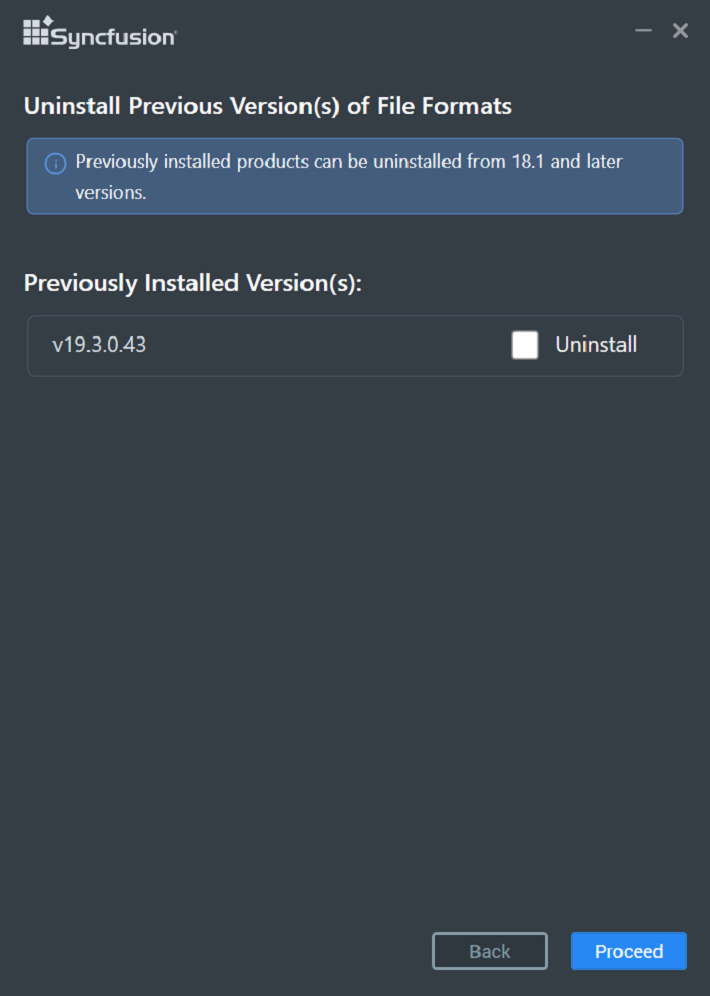 Syncfusion
Uninstall Previous Version(s) of File Formats
Previously installed products can be uninstalled from 18.1 and later
versions.
Previously Installed Version(s):
v19.3.0.43 Uninstall
Back Proceed